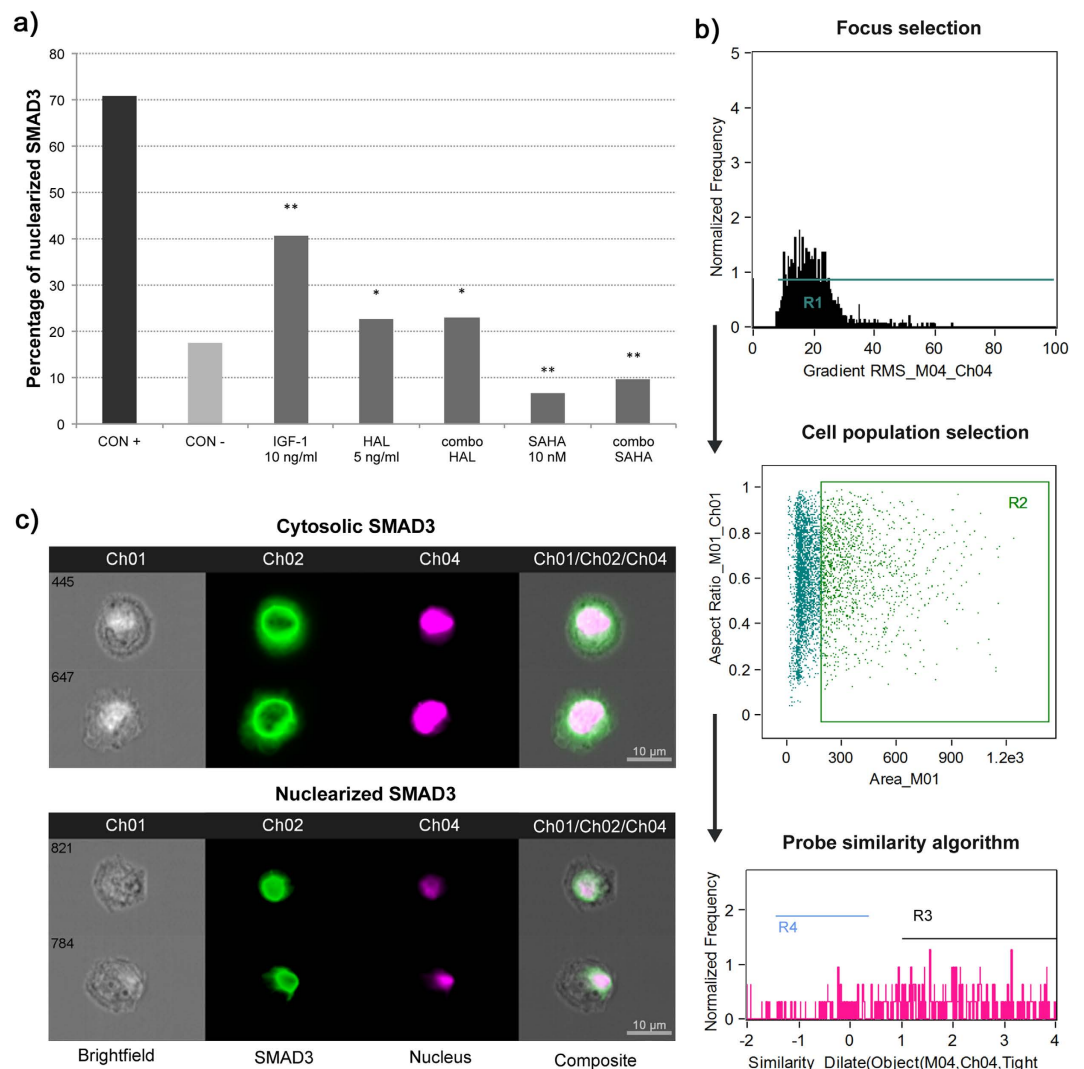 a)
80
70
60
50
40
30
20
10
0
Percentage of nuclearized SMAD3
**
*
*
**
**
CON +
CON -
IGF-1
10 ng/ml
HAL
5 ng/ml
combo
HAL
SAHA
10 nM
combo
SAHA
b)
Focus selection
5
4
3
2
1
0
Normalized Frequency
R1
0 20 40 60 80 100
Gradient RMS_M04_Ch04
Cell population selection
1
0.8
0.6
0.4
0.2
0
Aspect Ratio_M01_Ch01
R2
0 300 600 900 1.2e3
Area_M01
Probe similarity algorithm
2
1
0
Normalized Frequency
R4
R3
-2 -1 0 1 2 3 4
Similarity Dilate(Object(M04,Ch04,Tight
c)
Cytosolic SMAD3
Ch01 Ch02 Ch04 Ch01/Ch02/Ch04
445
647
10 µm
Nuclearized SMAD3
Ch01 Ch02 Ch04 Ch01/Ch02/Ch04
821
784
10 µm
Brightfield SMAD3 Nucleus Composite